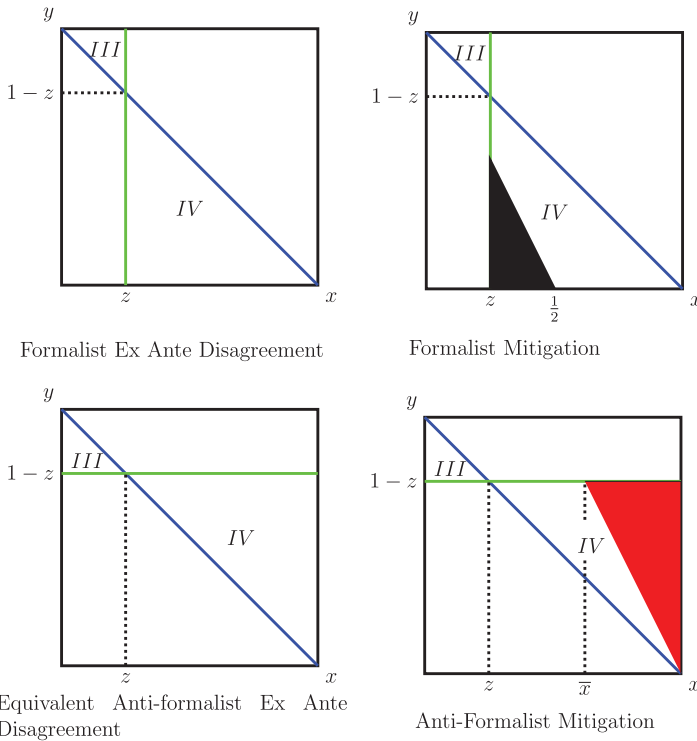 y
III
1 − z
IV
z
x
Formalist Ex Ante Disagreement
y
III
1 − z
IV
z
1/2
x
Formalist Mitigation
y
III
1 − z
IV
z
x
Equivalent Anti-formalist Ex Ante
Disagreement
y
III
1 − z
IV
z
x̅
x
Anti-Formalist Mitigation